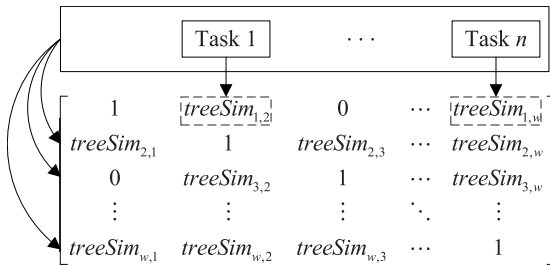 Task 1 ... Task n
1 treeSim1,2 0 ... treeSim1,w
treeSim2,1 1 treeSim2,3 ... treeSim2,w
0 treeSim3,2 1 ... treeSim3,w
⋮ ⋮ ⋮ ⋱ ⋮
treeSimw,1 treeSimw,2 treeSimw,3 ... 1